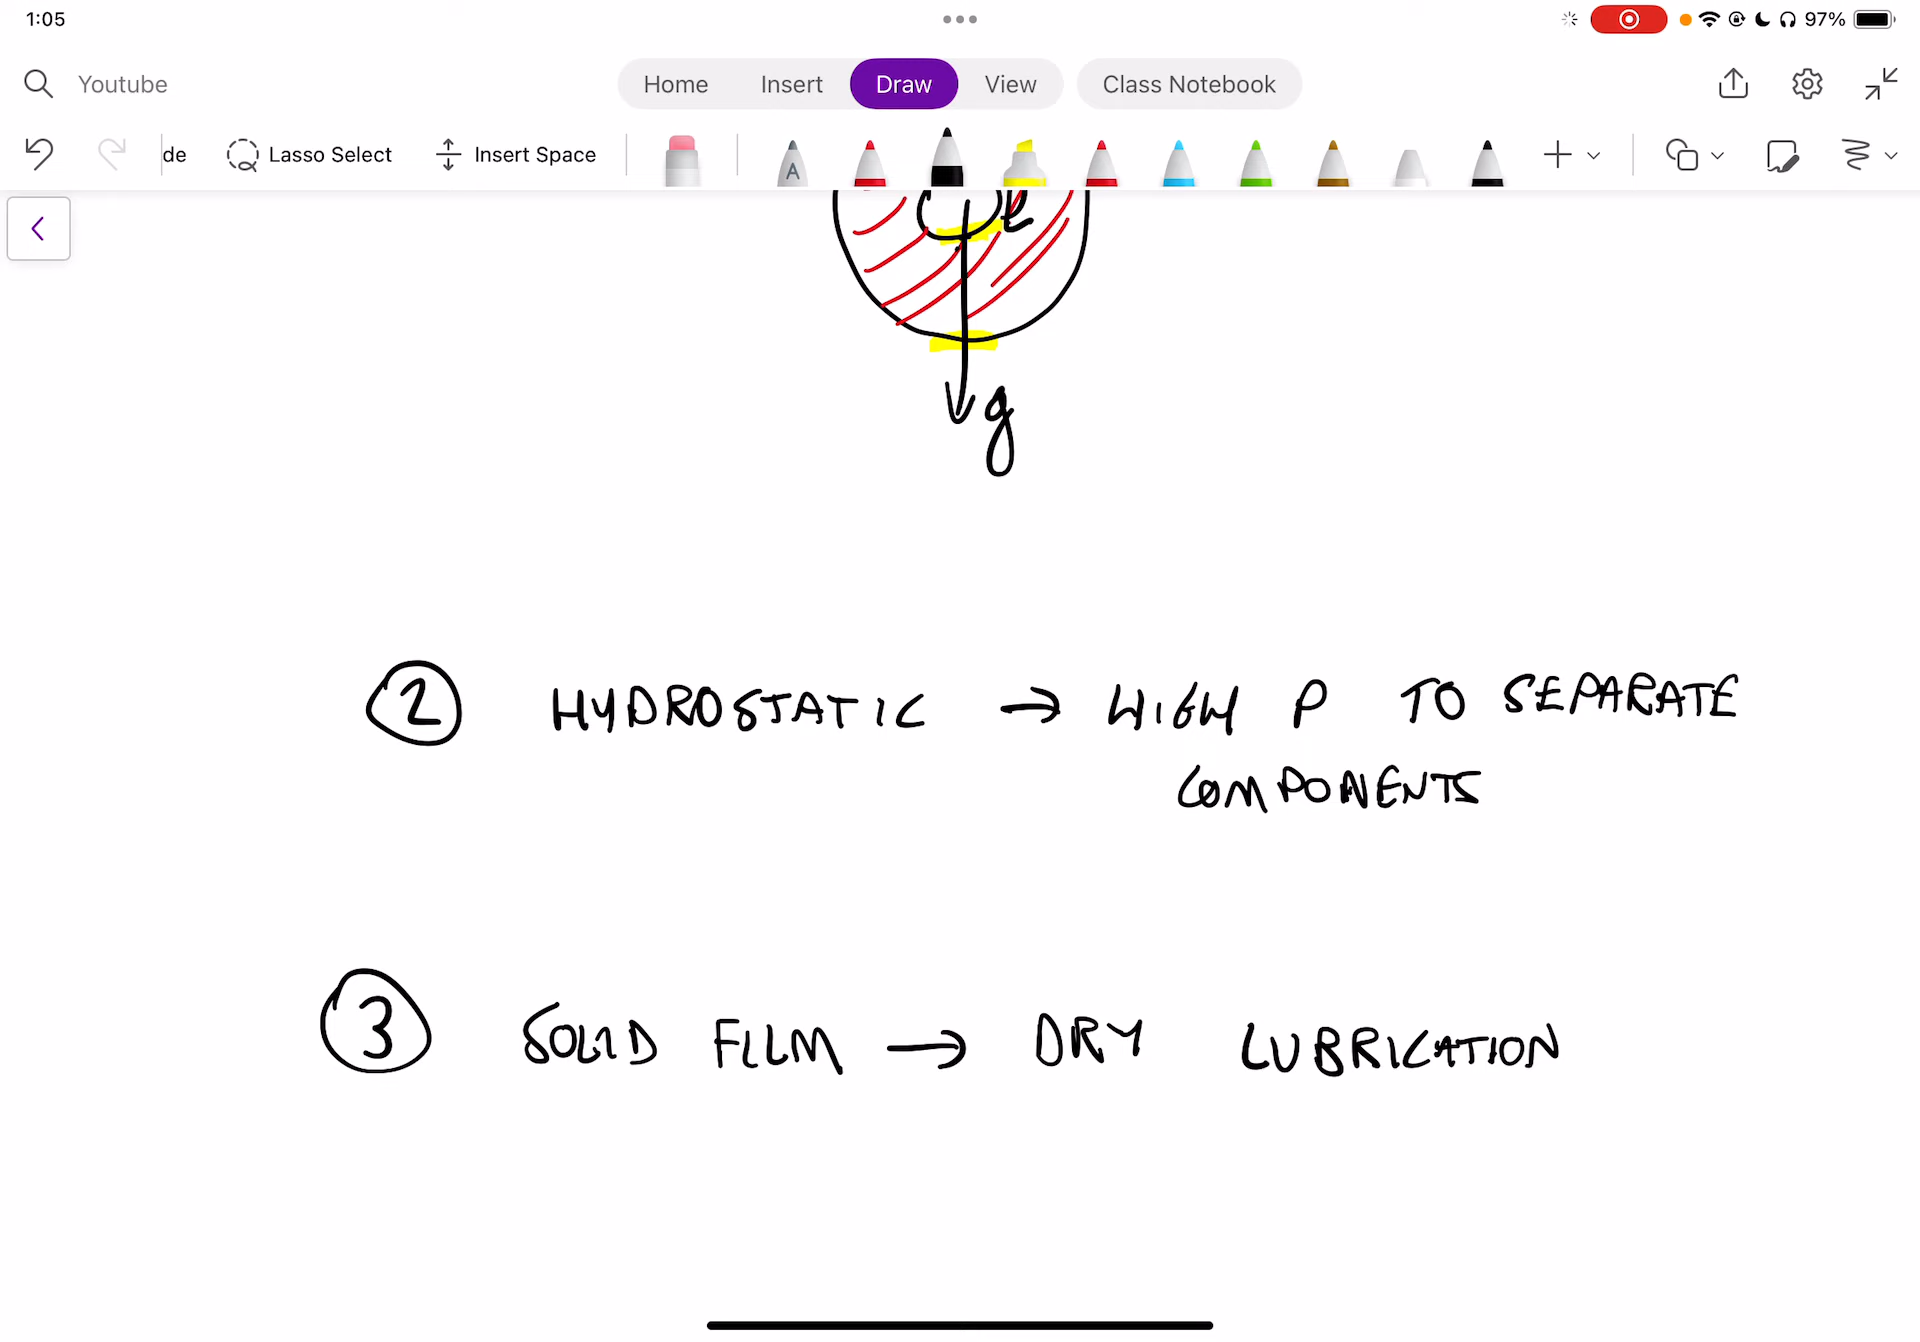 1:05
97%
Youtube
Home Insert Draw View Class Notebook
de Lasso Select Insert Space
A
g
2 HYDROSTATIC → HIGH P TO SEPARATE
COMPONENTS
3 SOLID FILM → DRY LUBRICATION